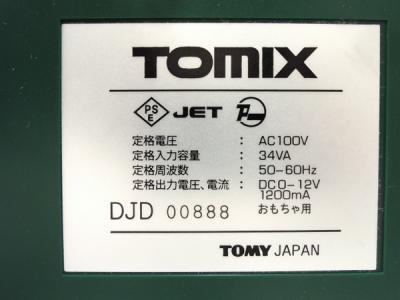 TOMIX
PS E JET
定格電圧 : AC100V
定格入力容量 : 34VA
定格周波数 : 50-60Hz
定格出力電圧、電流 : DC0-12V
1200mA
DJD 00888 おもちゃ用
TOMY JAPAN